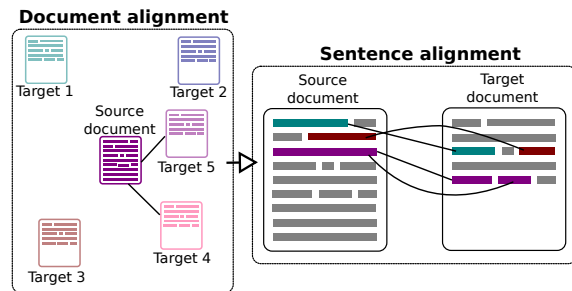 Document alignment
Target 1
Target 2
Source
document
Target 5
Target 3
Target 4
Sentence alignment
Source
document
Target
document